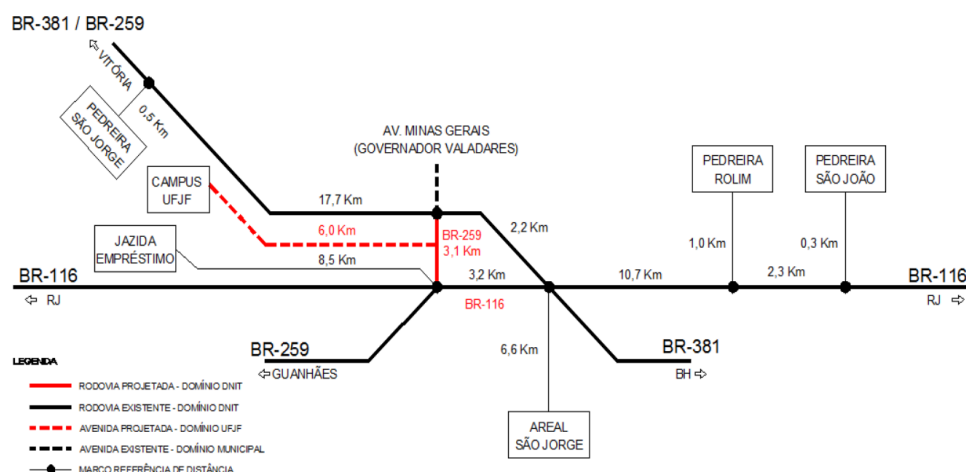 BR-381 / BR-259
VITÓRIA
0,5 Km
PEDREIRA
SÃO JORGE
AV. MINAS GERAIS
(GOVERNADOR VALADARES)
CAMPUS
UFJF
17,7 Km
6,0 Km
BR-259
3,1 Km
2,2 Km
PEDREIRA
ROLIM
PEDREIRA
SÃO JOÃO
1,0 Km
0,3 Km
JAZIDA
EMPRÉSTIMO
8,5 Km
3,2 Km
10,7 Km
2,3 Km
BR-116
RJ
BR-116
BR-116
RJ
BR-259
GUANHÃES
6,6 Km
BR-381
BH
AREAL
SÃO JORGE
LEGENDA
RODOVIA PROJETADA - DOMÍNIO DNIT
RODOVIA EXISTENTE - DOMÍNIO DNIT
AVENIDA PROJETADA - DOMÍNIO UFJF
AVENIDA EXISTENTE - DOMÍNIO MUNICIPAL
MARCO REFERÊNCIA DE DISTÂNCIA